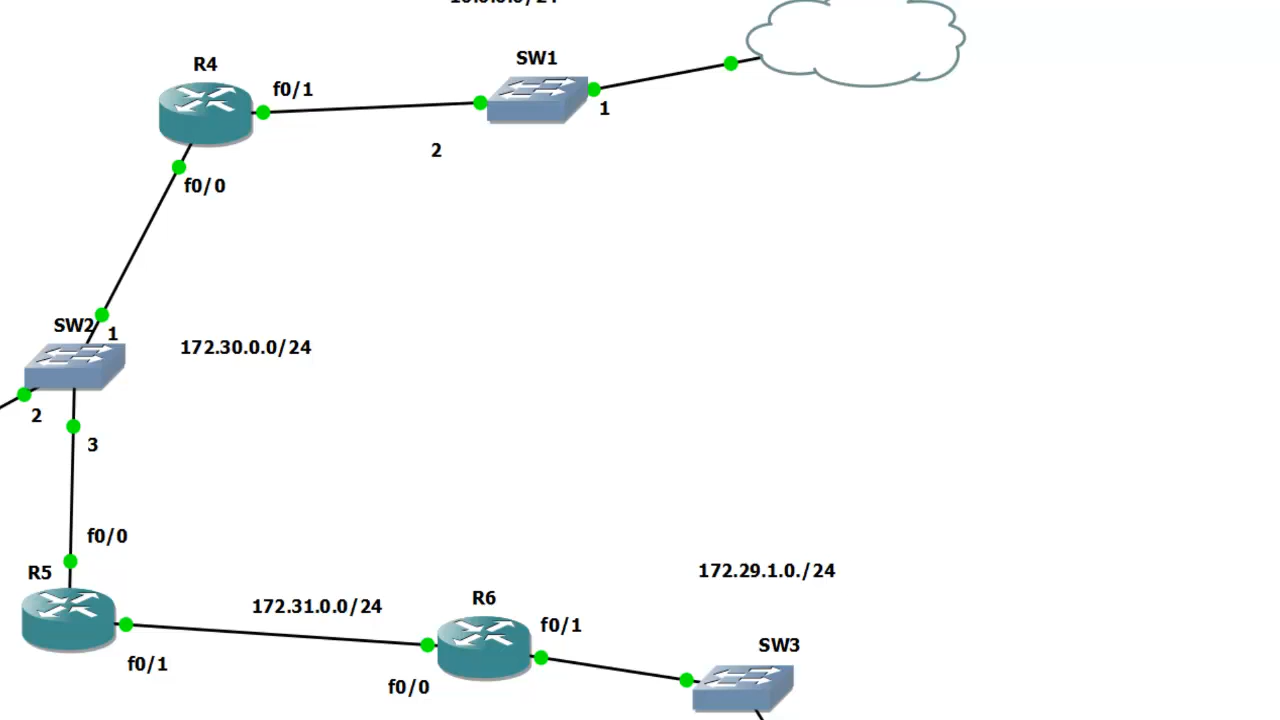 R4
SW1
f0/1
1
2
f0/0
SW2
1
172.30.0.0/24
2
3
f0/0
172.29.1.0./24
R5
R6
172.31.0.0/24
f0/1
SW3
f0/1
f0/0